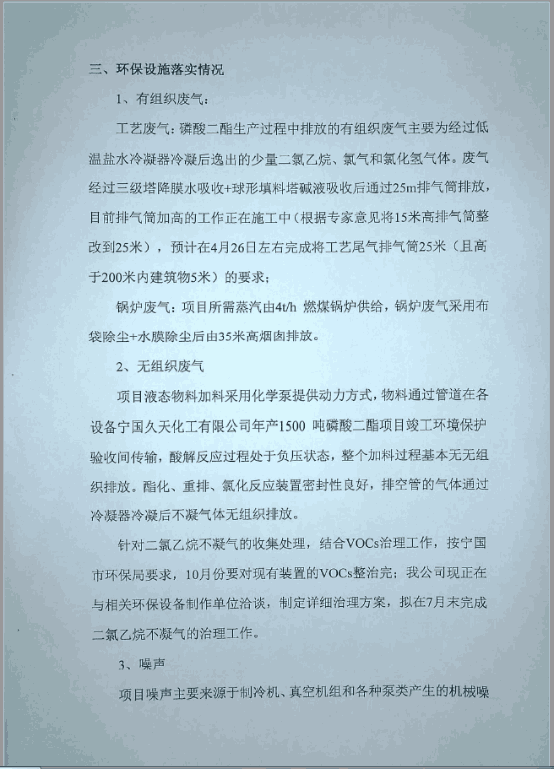 三、环保设施落实情况
1、有组织废气：
工艺废气：磷酸二酯生产过程中排放的有组织废气主要为经过低
温盐水冷凝器冷凝后逸出的少量二氯乙烷、氯气和氯化氢气体。废气
经过三级塔降膜水吸收+球形填料塔碱液吸收后通过25m排气筒排放，
目前排气筒加高的工作正在施工中（根据专家意见将15米高排气筒整
改到25米），预计在4月26日左右完成将工艺尾气排气筒25米（且高
于200米内建筑物5米）的要求；
锅炉废气：项目所需蒸汽由4t/h 燃煤锅炉供给，锅炉废气采用布
袋除尘+水膜除尘后由35米高烟囱排放。
2、无组织废气
项目液态物料加料采用化学泵提供动力方式，物料通过管道在各
设备宁国久天化工有限公司年产1500 吨磷酸二酯项目竣工环境保护
验收间传输，酸解反应过程处于负压状态，整个加料过程基本无无组
织排放。酯化、重排、氯化反应装置密封性良好，排空管的气体通过
冷凝器冷凝后不凝气体无组织排放。
针对二氯乙烷不凝气的收集处理，结合VOCs治理工作，按宁国
市环保局要求，10月份要对现有装置的VOCs整治完；我公司现正在
与相关环保设备制作单位洽谈，制定详细治理方案，拟在7月末完成
二氯乙烷不凝气的治理工作。
3、噪声
项目噪声主要来源于制冷机、真空机组和各种泵类产生的机械噪